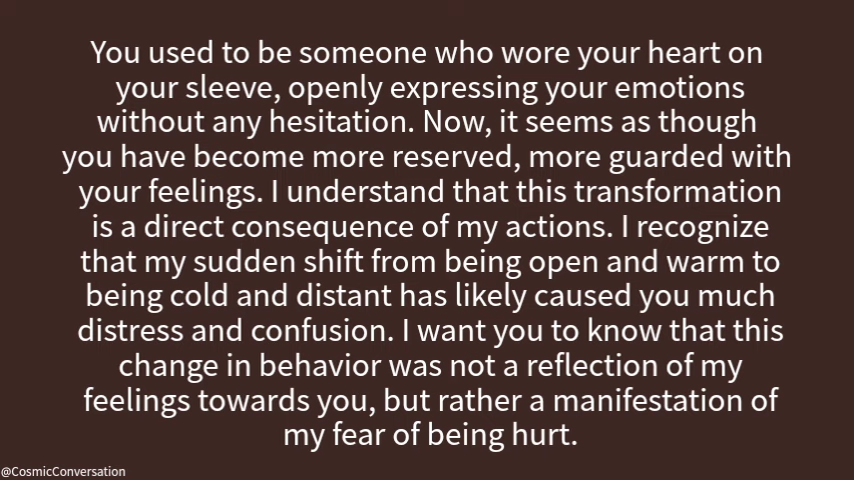 You used to be someone who wore your heart on
your sleeve, openly expressing your emotions
without any hesitation. Now, it seems as though
you have become more reserved, more guarded with
your feelings. I understand that this transformation
is a direct consequence of my actions. I recognize
that my sudden shift from being open and warm to
being cold and distant has likely caused you much
distress and confusion. I want you to know that this
change in behavior was not a reflection of my
feelings towards you, but rather a manifestation of
my fear of being hurt.
@CosmicConversation